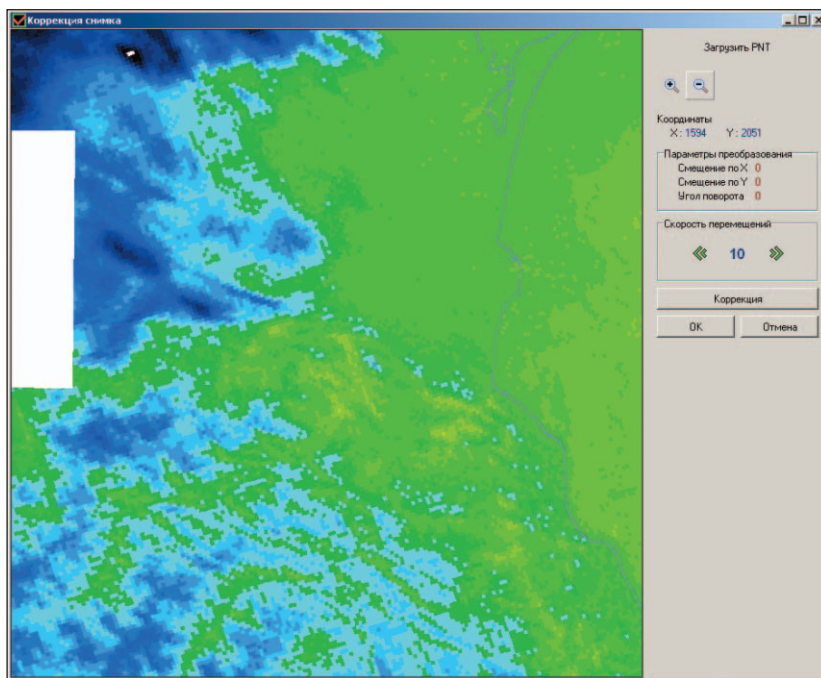 Коррекция снимка
Загрузить PNT
Координаты
X : 1594 Y : 2051
Параметры преобразования
Смещение по X 0
Смещение по Y 0
Угол поворота 0
Скорость перемещений
10
Коррекция
OK Отмена